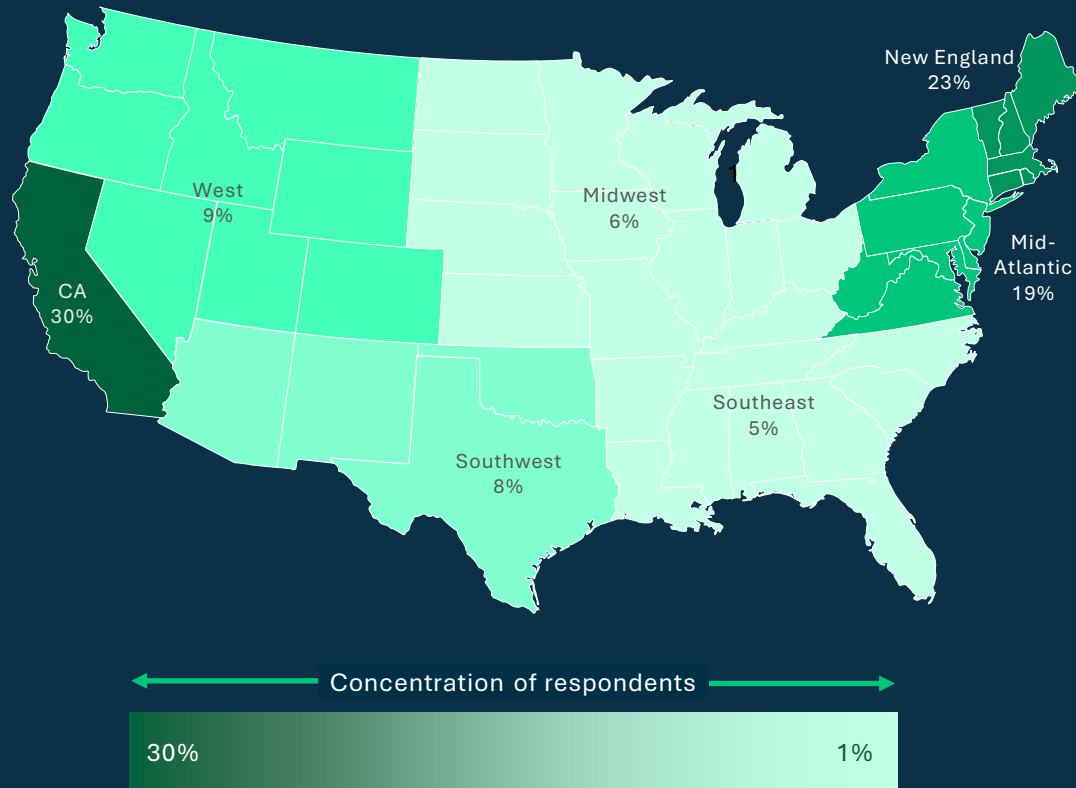 New England
23%
West
9%
Midwest
6%
1
Mid-
Atlantic
19%
CA
30%
Southeast
5%
Southwest
8%
Concentration of respondents
30%
1%